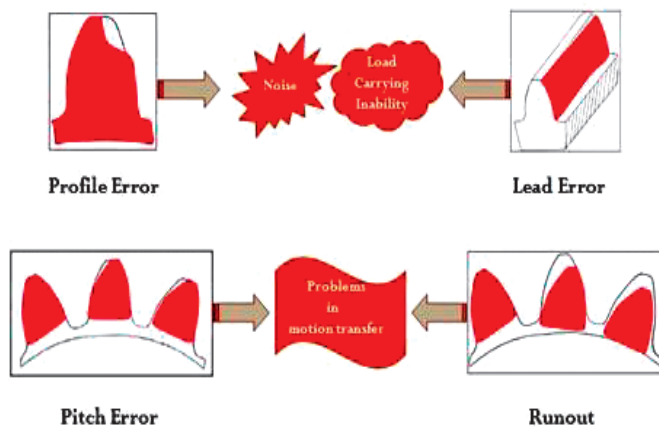 Noise
Load
Carrying
Inability
Profile Error
Lead Error
Problems
in
motion transfer
Pitch Error
Runout